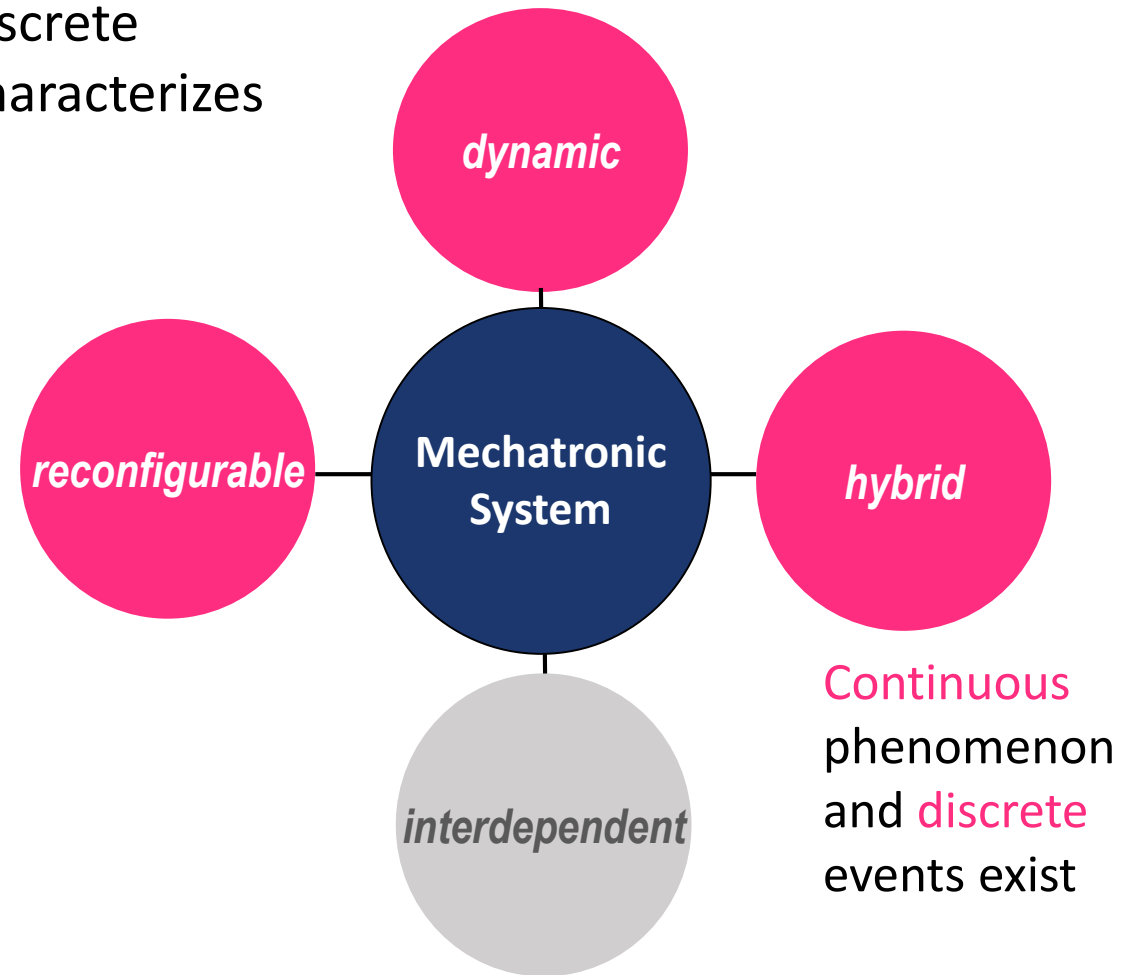 screte
naracterizes
dynamic
reconfigurable
Mechatronic
System
hybrid
Continuous
phenomenon
and discrete
events exist
interdependent